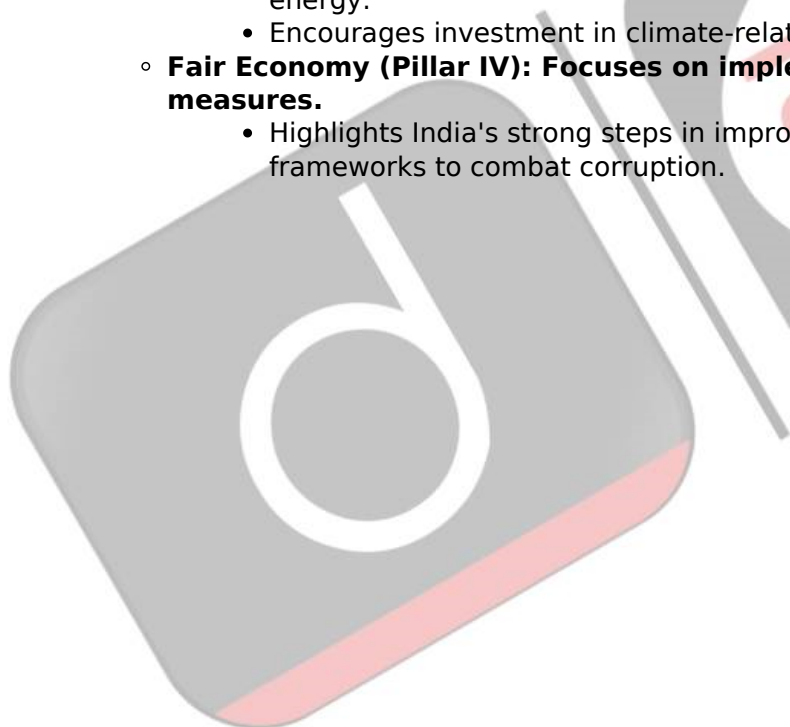 energy.
• Encourages investment in climate-relat
◦ Fair Economy (Pillar IV): Focuses on imple
measures.
• Highlights India's strong steps in impro
frameworks to combat corruption.
d